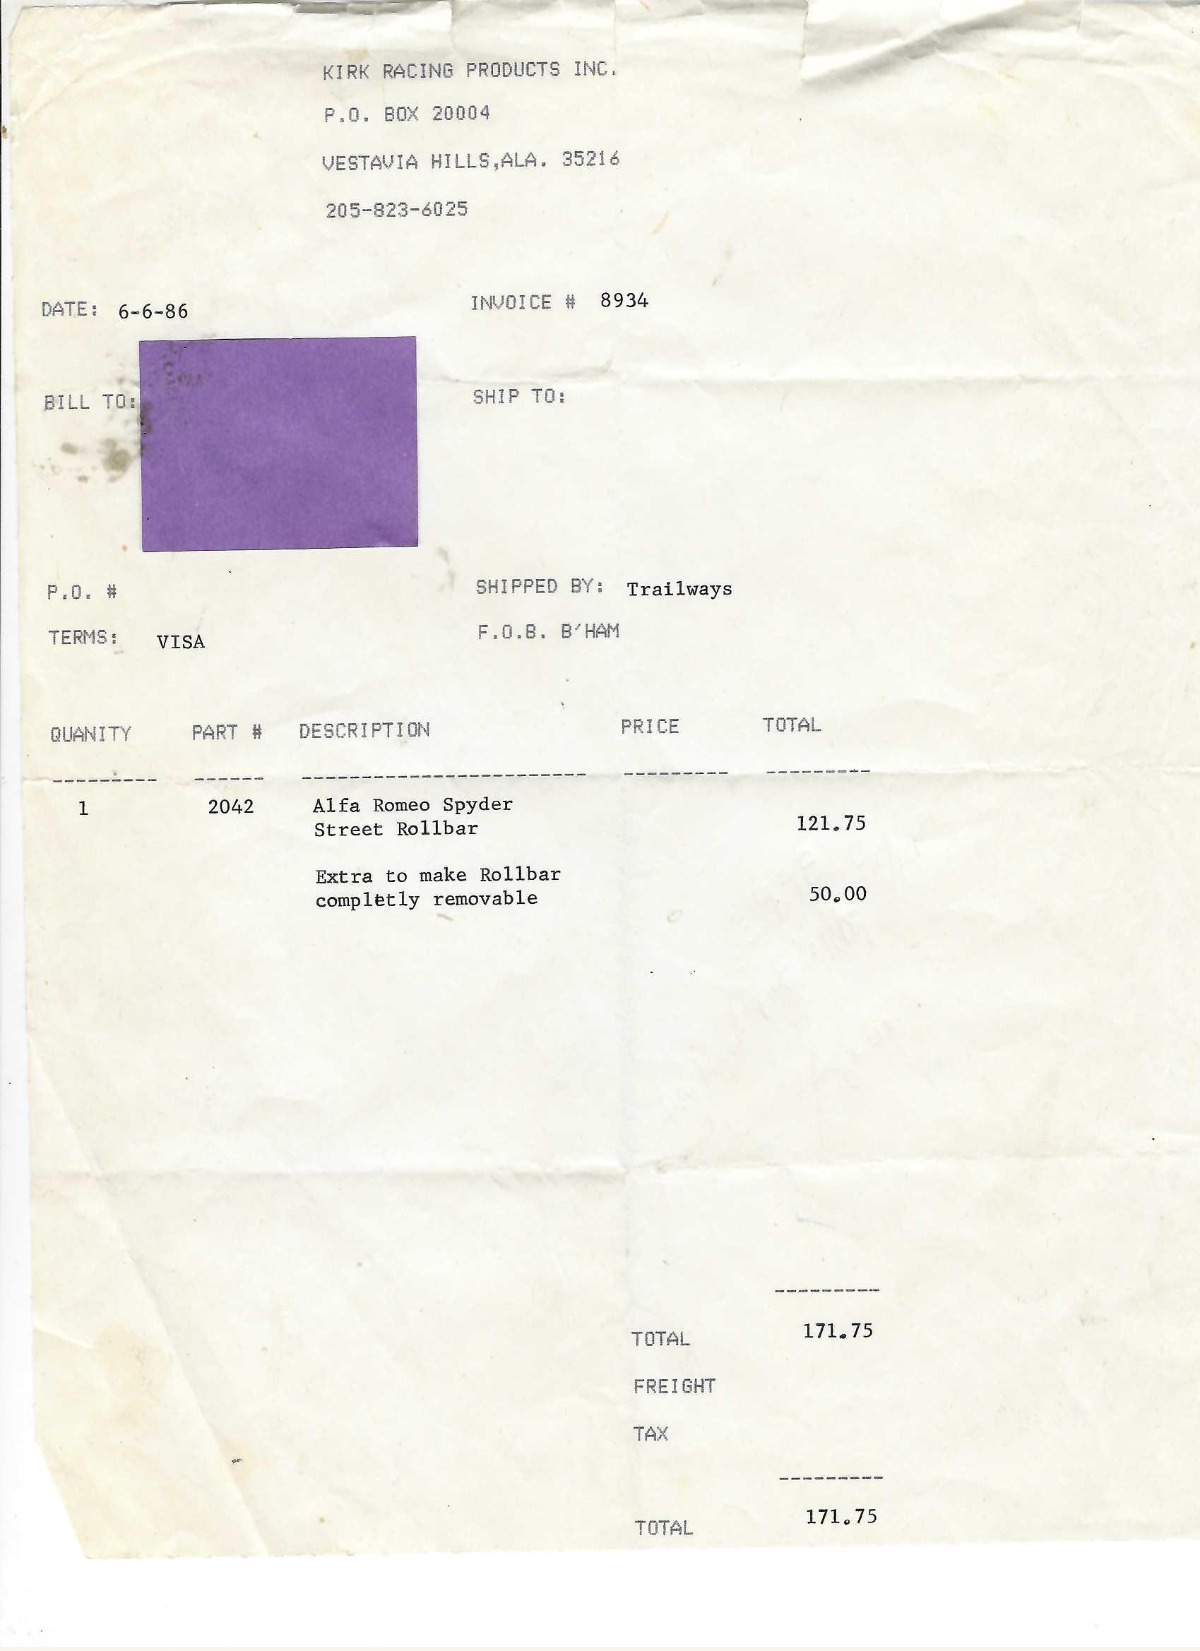 KIRK RACING PRODUCTS INC.
P.O. BOX 20004
VESTAVIA HILLS,ALA. 35216
205-823-6025
DATE: 6-6-86 INVOICE # 8934
BILL TO: SHIP TO:
P.O. # SHIPPED BY: Trailways
TERMS: VISA F.O.B. B'HAM
QUANITY PART # DESCRIPTION PRICE TOTAL
--------- ------ ------------------------ --------- ---------
1 2042 Alfa Romeo Spyder
Street Rollbar 121.75
Extra to make Rollbar
completly removable 50.00
---------
TOTAL 171.75
FREIGHT
TAX
---------
TOTAL 171.75